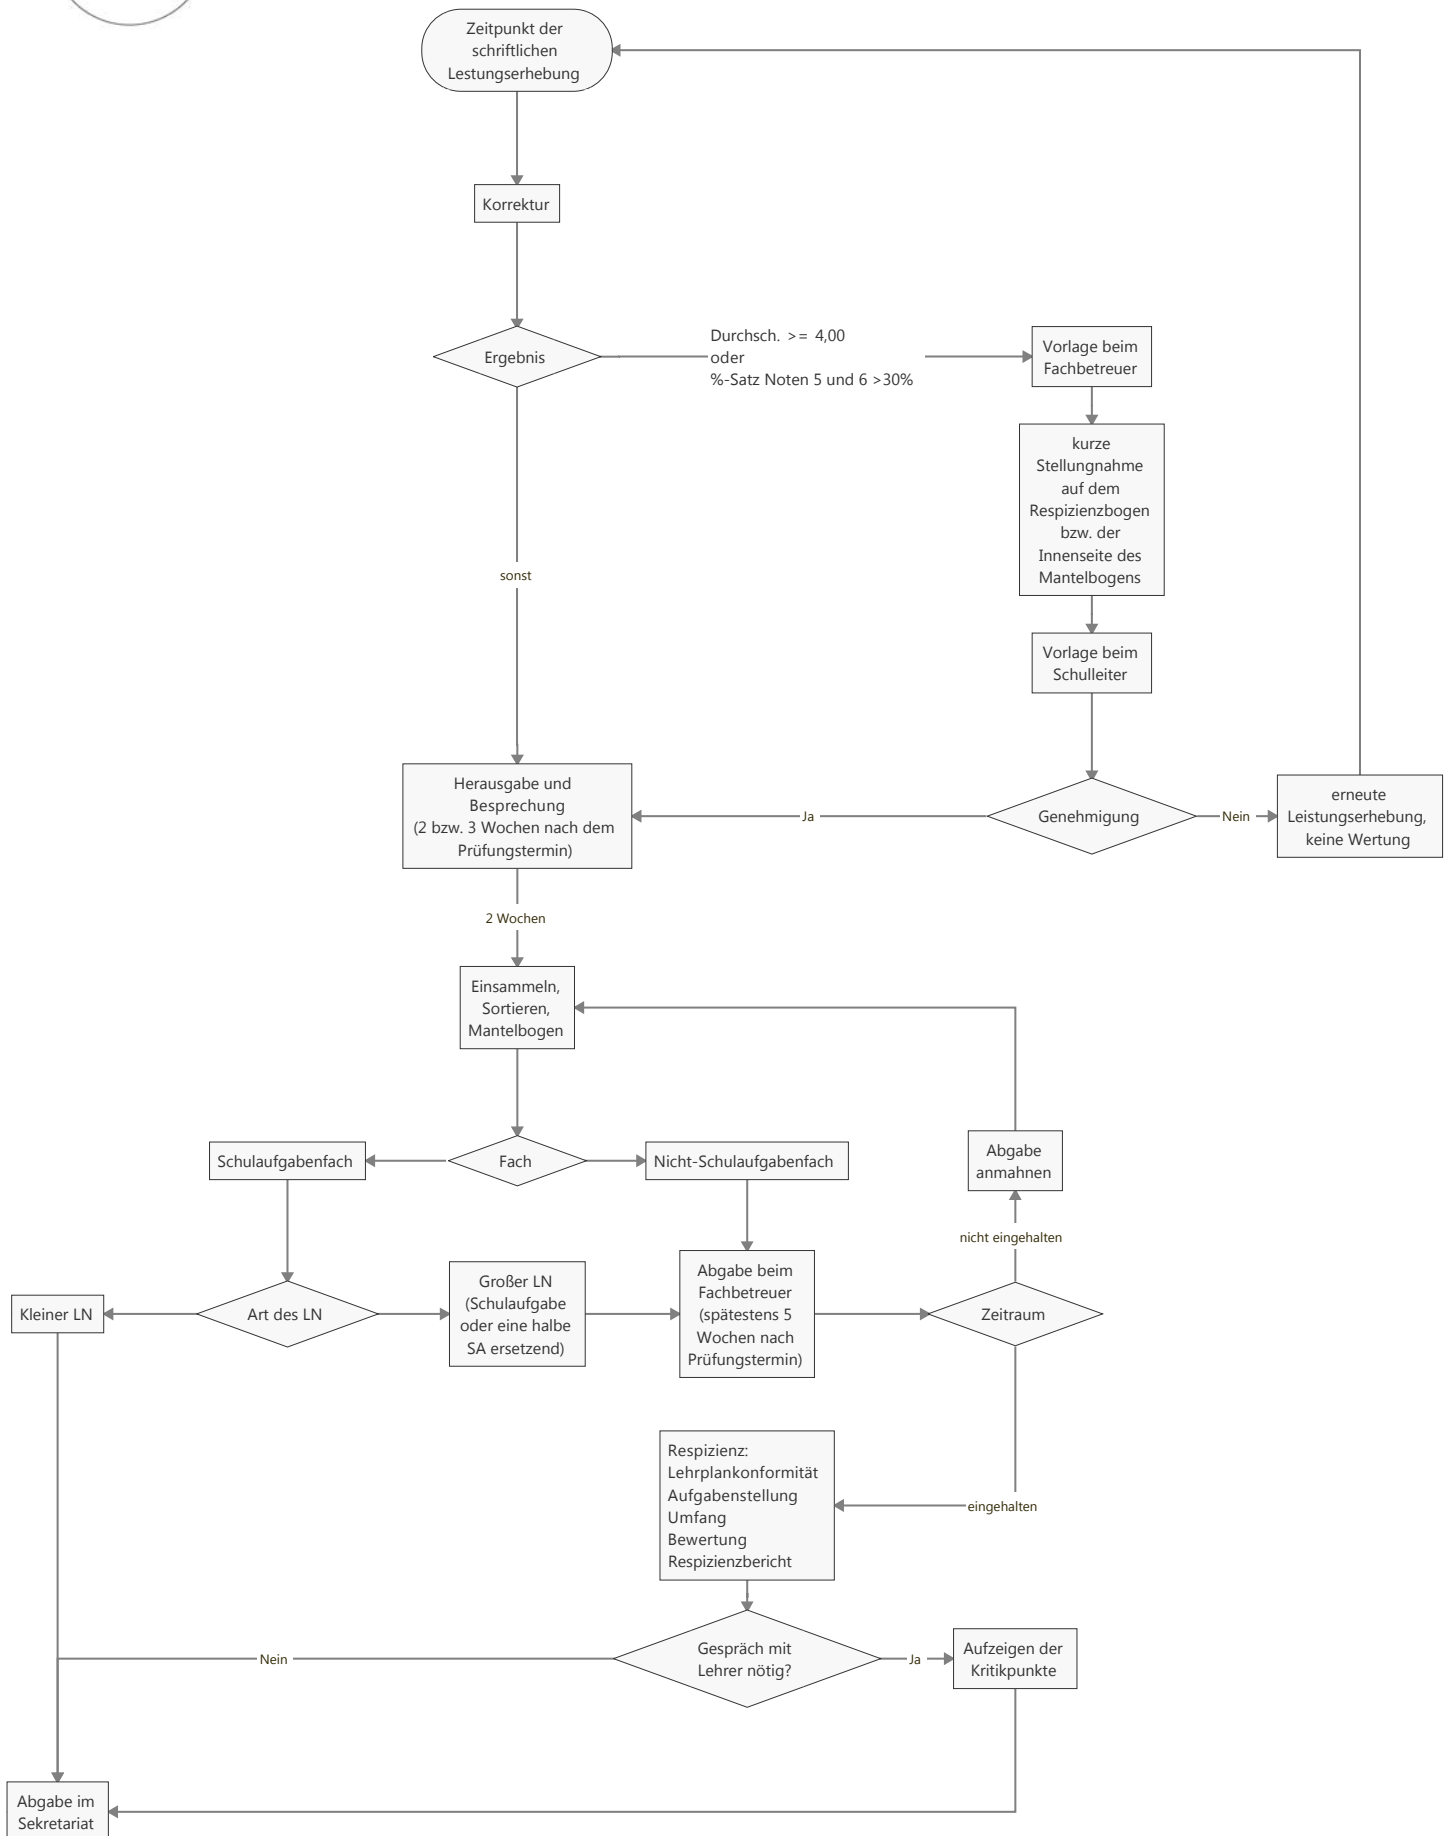 Zeitpunkt der
schriftlichen
Lestungserhebung
Korrektur
Ergebnis
Durchsch. >= 4,00
oder
%-Satz Noten 5 und 6 >30%
Vorlage beim
Fachbetreuer
kurze
Stellungnahme
auf dem
Respizienzbogen
bzw. der
Innenseite des
Mantelbogens
sonst
Vorlage beim
Schulleiter
Herausgabe und
Besprechung
(2 bzw. 3 Wochen nach dem
Prüfungstermin)
Ja
Genehmigung
Nein
erneute
Leistungserhebung,
keine Wertung
2 Wochen
Einsammeln,
Sortieren,
Mantelbogen
Schulaufgabenfach
Fach
Nicht-Schulaufgabenfach
Abgabe
anmahnen
nicht eingehalten
Kleiner LN
Art des LN
Großer LN
(Schulaufgabe
oder eine halbe
SA ersetzend)
Abgabe beim
Fachbetreuer
(spätestens 5
Wochen nach
Prüfungstermin)
Zeitraum
Respizienz:
Lehrplankonformität
Aufgabenstellung
Umfang
Bewertung
Respizienzbericht
eingehalten
Nein
Gespräch mit
Lehrer nötig?
Ja
Aufzeigen der
Kritikpunkte
Abgabe im
Sekretariat